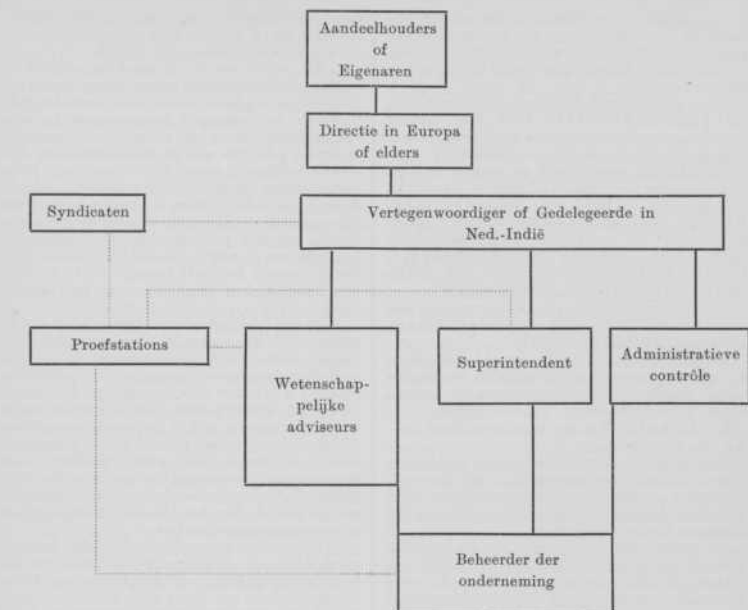 Aandeelhouders
of
Eigenaren
Directie in Europa
of elders
Syndicaten
Vertegenwoordiger of Gedelegeerde in
Ned.-Indië
Proefstations
Wetenschap-
pelijke
adviseurs
Superintendent
Administratieve
contrôle
Beheerder der
onderneming